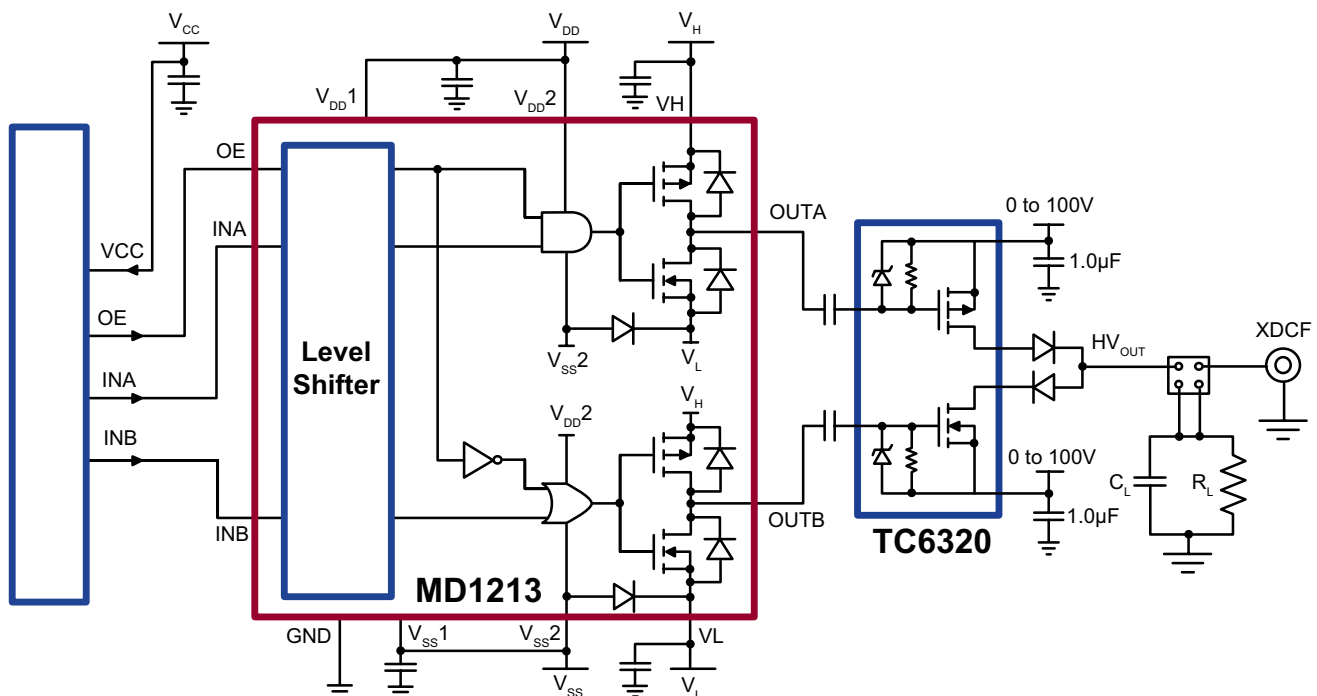 VCC
VDD
VH
VDD1
VDD2
VH
OE
INA
VCC
OE
INA
INB
INB
Level
Shifter
VSS2
VL
VDD2
VH
OUTA
OUTB
MD1213
GND
VSS1
VSS2
VL
VSS
VL
0 to 100V
1.0µF
HVOUT
XDCF
0 to 100V
1.0µF
CL
RL
TC6320